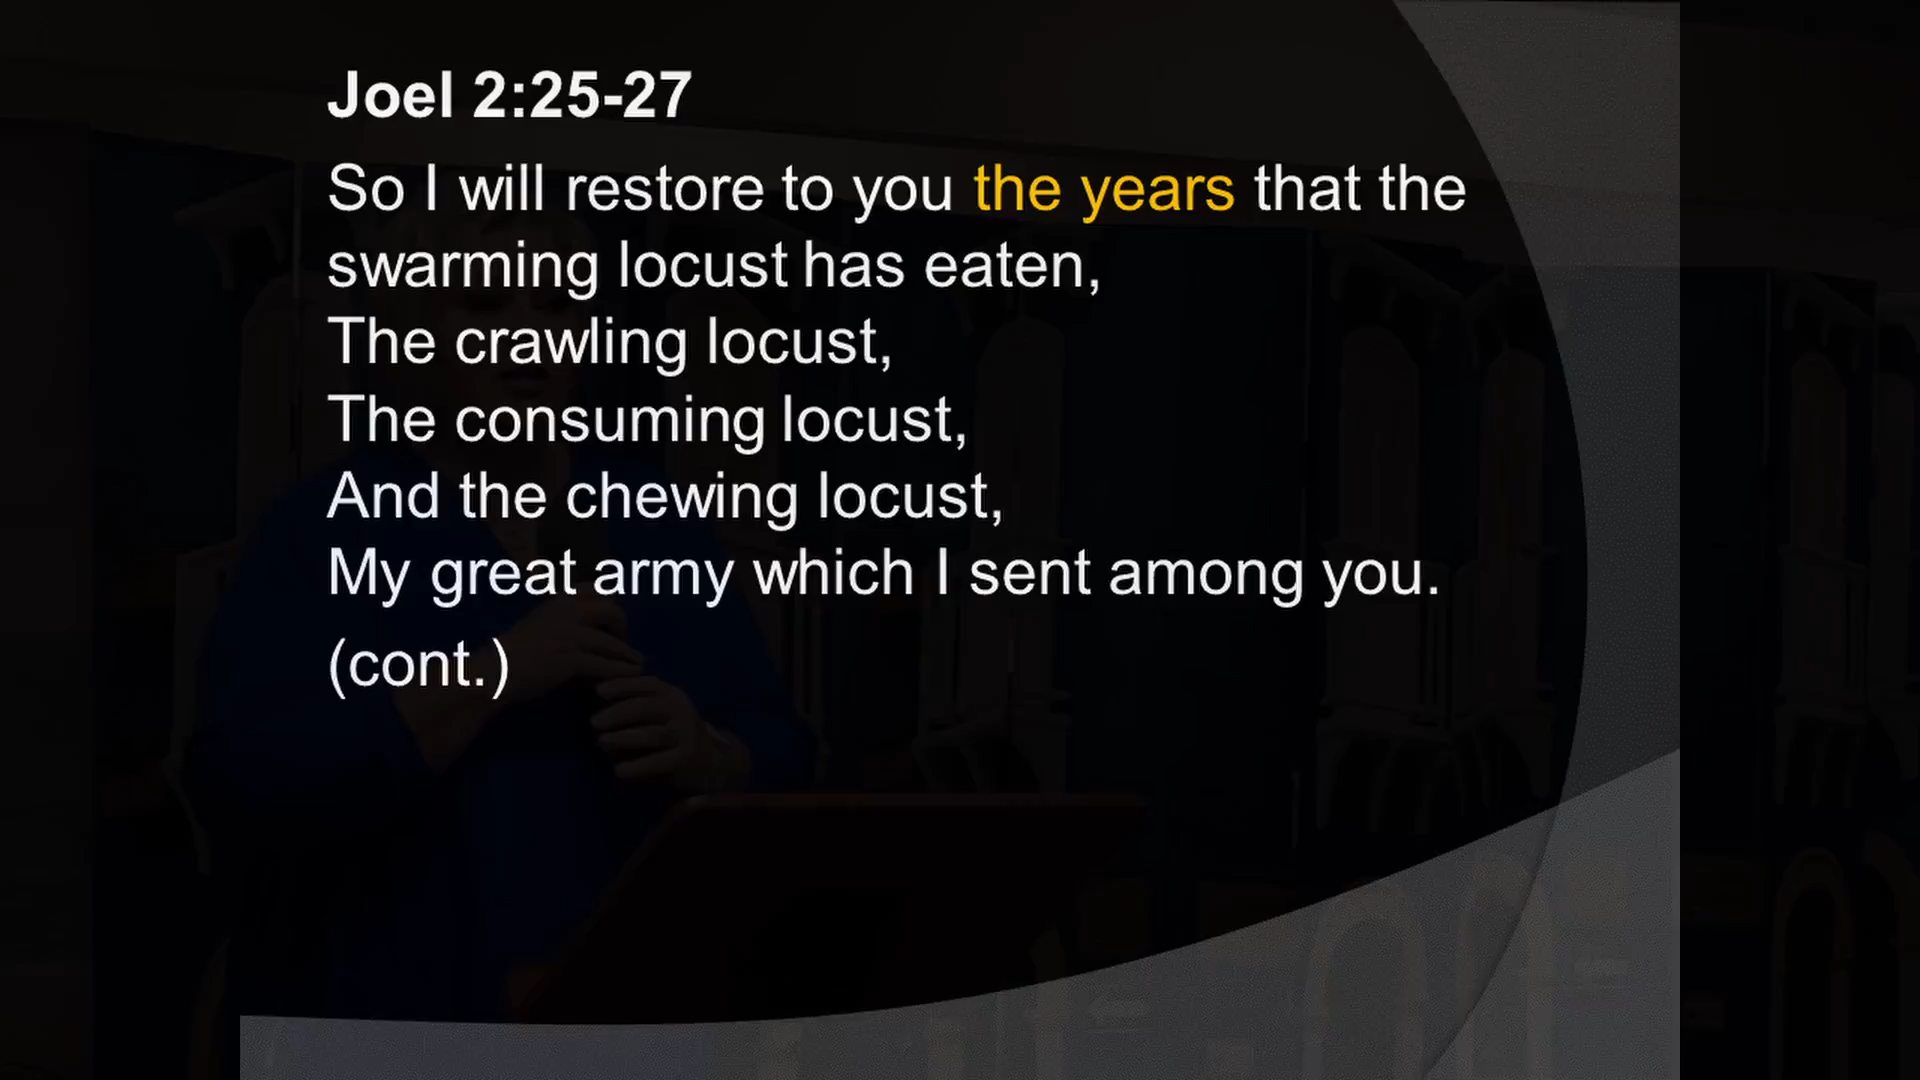 Joel 2:25-27
So I will restore to you the years that the
swarming locust has eaten,
The crawling locust,
The consuming locust,
And the chewing locust,
My great army which I sent among you.
(cont.)